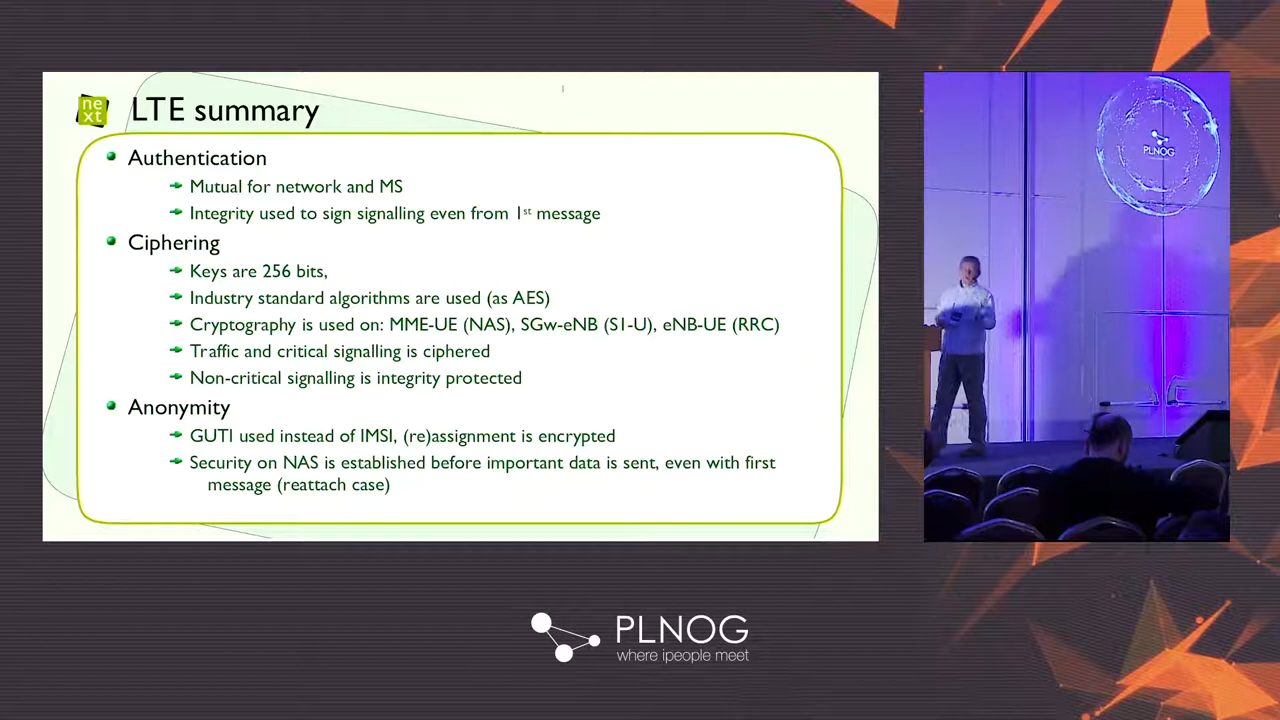 ne
xt
LTE summary
Authentication
Mutual for network and MS
Integrity used to sign signalling even from 1st message
Ciphering
Keys are 256 bits,
Industry standard algorithms are used (as AES)
Cryptography is used on: MME-UE (NAS), SGw-eNB (S1-U), eNB-UE (RRC)
Traffic and critical signalling is ciphered
Non-critical signalling is integrity protected
Anonymity
GUTI used instead of IMSI, (re)assignment is encrypted
Security on NAS is established before important data is sent, even with first
message (reattach case)
PLNOG
PLNOG
where ipeople meet